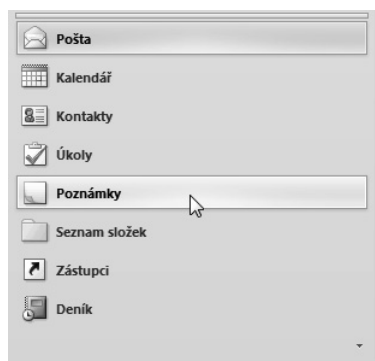 Pošta
Kalendář
Kontakty
Úkoly
Poznámky
Seznam složek
Zástupci
Deník